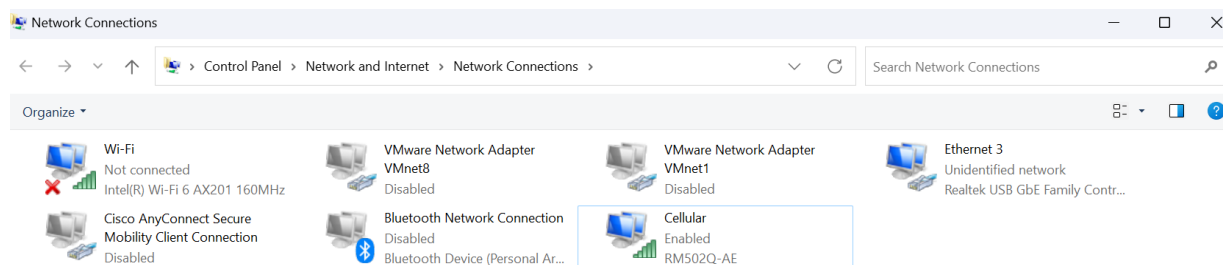 Network Connections
Control Panel > Network and Internet > Network Connections >
Search Network Connections
Organize
Wi-Fi
Not connected
Intel(R) Wi-Fi 6 AX201 160MHz
VMware Network Adapter
VMnet8
Disabled
VMware Network Adapter
VMnet1
Disabled
Ethernet 3
Unidentified network
Realtek USB GbE Family Contr...
Cisco AnyConnect Secure
Mobility Client Connection
Disabled
Bluetooth Network Connection
Disabled
Bluetooth Device (Personal Ar...
Cellular
Enabled
RM502Q-AE